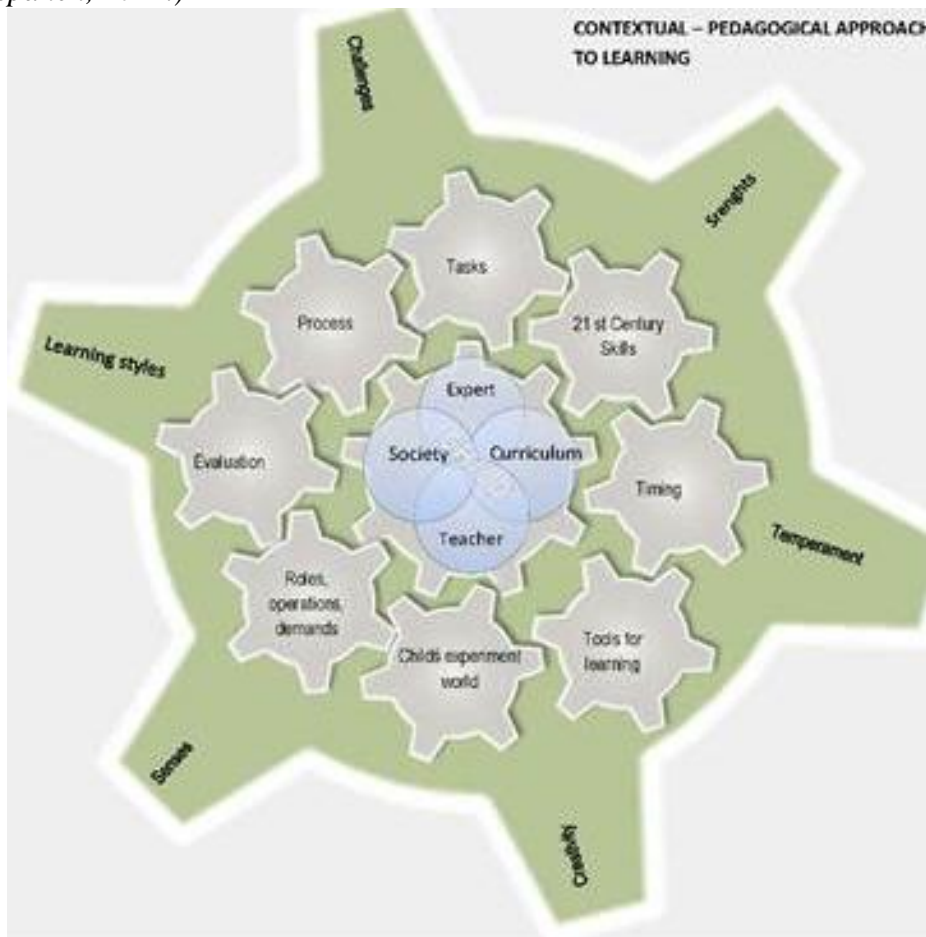 CONTEXTUAL – PEDAGOGICAL APPROACH
TO LEARNING
Challenges
Srenghts
Tasks
Process
21 st Century
Skills
Learning styles
Expert
Evaluation
Society
Curriculum
Timing
Teacher
Temperament
Roles,
operations,
demands
Childs experiment
world
Tools for
learning
Senses
Creativity